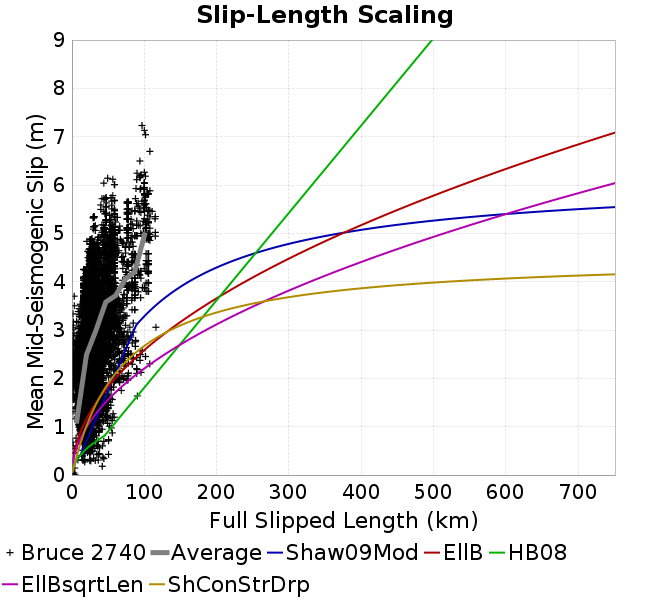 Slip-Length Scaling
Mean Mid-Seismogenic Slip (m)
9
8
7
6
5
4
3
2
1
0
0 100 200 300 400 500 600 700
Full Slipped Length (km)
Bruce 2740 Average Shaw09Mod EllB HB08
EllBsqrtLen ShConStrDrp